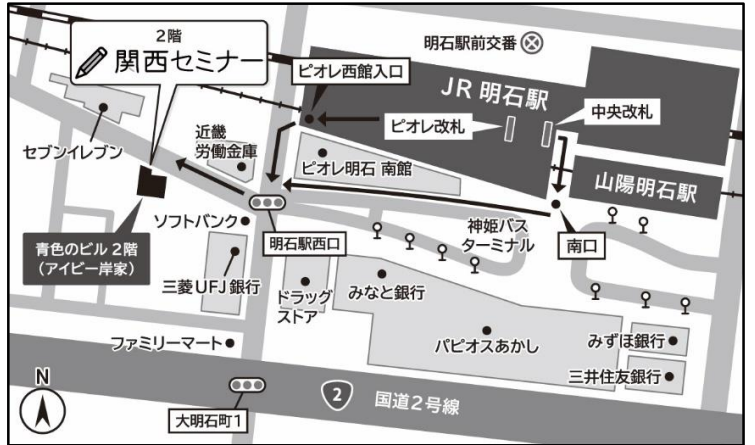 2階
関西セミナー
明石駅前交番
ピオレ西館入口
JR 明石駅
中央改札
ピオレ改札
セブンイレブン
近畿
労働金庫
ピオレ明石 南館
山陽明石駅
ソフトバンク
明石駅西口
神姫バス
ターミナル
南口
青色のビル 2階
(アイビー岸家)
三菱UFJ銀行
ドラッグ
ストア
みなと銀行
ファミリーマート
パピオスあかし
みずほ銀行
三井住友銀行
N
大明石町1
2
国道2号線